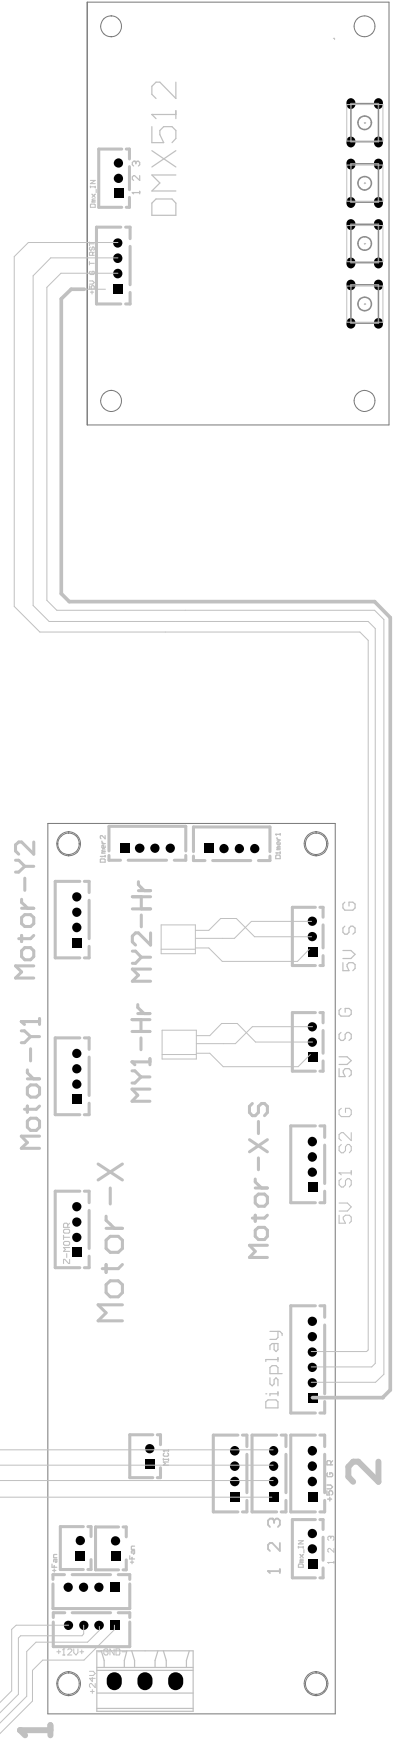 DMX512
Dmx_IN
1 2 3
+5V G T RST
Motor-Y2
Dimer2
Dimer1
MY2-Hr
5V S G
Motor-Y1
MY1-Hr
5V S G
Motor-X-S
5V S1 S2 G
Z-MOTOR
Motor-X
Display
MIC1
+5V G R
2
1 2 3
Dmx_IN
1 2 3
+Fan
+Fan
+12V+
GND
+24V
1